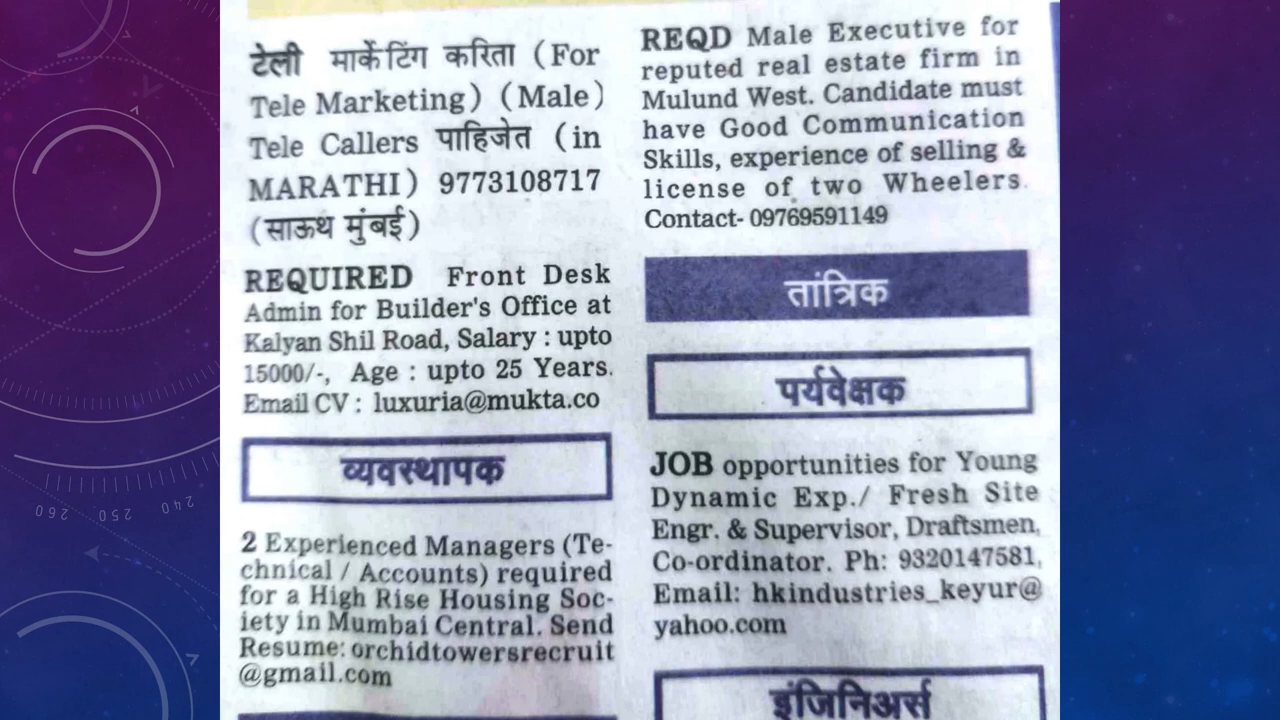 टेली मार्केटिंग करिता (For
Tele Marketing) (Male)
Tele Callers पाहिजेत (in
MARATHI) 9773108717
(साऊथ मुंबई)
REQUIRED Front Desk
Admin for Builder's Office at
Kalyan Shil Road, Salary : upto
15000/-, Age : upto 25 Years.
Email CV : luxuria@mukta.co
व्यवस्थापक
2 Experienced Managers (Te-
chnical / Accounts) required
for a High Rise Housing Soc-
iety in Mumbai Central. Send
Resume: orchidtowersrecruit
@gmail.com
REQD Male Executive for
reputed real estate firm in
Mulund West. Candidate must
have Good Communication
Skills, experience of selling &
license of two Wheelers.
Contact- 09769591149
तांत्रिक
पर्यवेक्षक
JOB opportunities for Young
Dynamic Exp./ Fresh Site
Engr. & Supervisor, Draftsmen,
Co-ordinator. Ph: 9320147581,
Email: hkindustries_keyur@
yahoo.com
इंजिनिअर्स
260 250 240